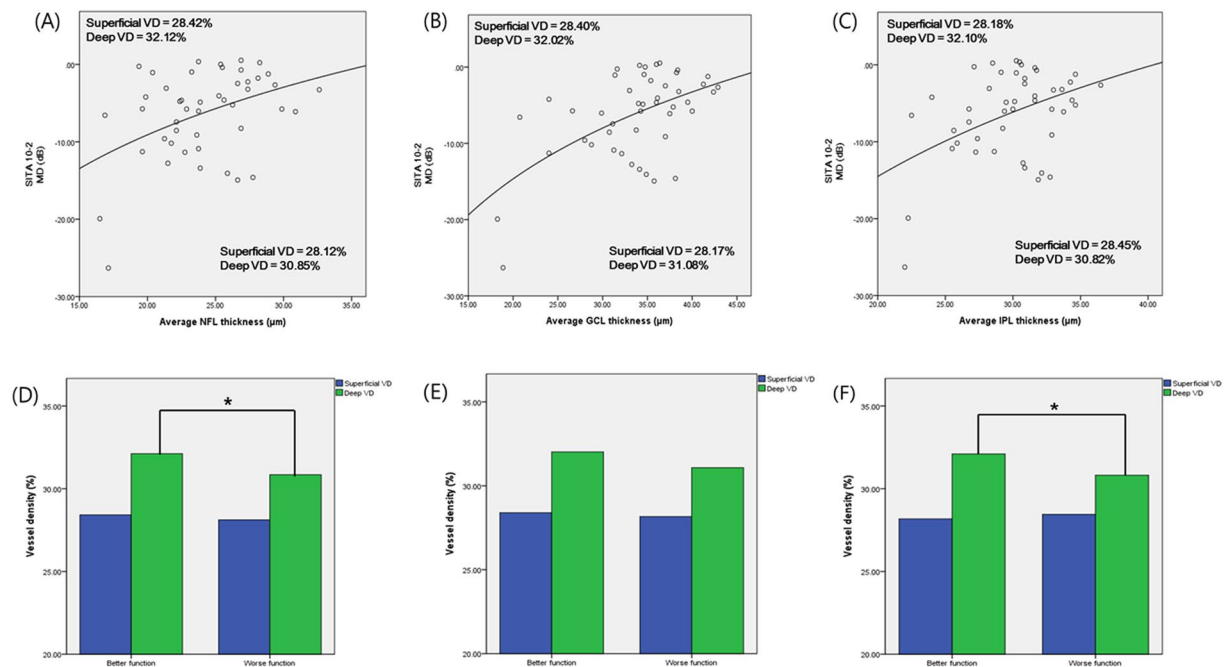 (A)
Superficial VD = 28.42%
Deep VD = 32.12%
.00
-10.00
-20.00
-30.00
SITA 10-2
MD (dB)
Superficial VD = 28.12%
Deep VD = 30.85%
15.00 20.00 25.00 30.00 35.00
Average NFL thickness (μm)
(B)
Superficial VD = 28.40%
Deep VD = 32.02%
.00
-10.00
-20.00
-30.00
SITA 10-2
MD (dB)
Superficial VD = 28.17%
Deep VD = 31.08%
15.00 20.00 25.00 30.00 35.00 40.00 45.00
Average GCL thickness (μm)
(C)
Superficial VD = 28.18%
Deep VD = 32.10%
.00
-10.00
-20.00
-30.00
SITA 10-2
MD (dB)
Superficial VD = 28.45%
Deep VD = 30.82%
20.00 25.00 30.00 35.00 40.00
Average IPL thickness (μm)
(D)
Superficial VD
Deep VD
*
35.00
30.00
25.00
20.00
Vessel density (%)
Better function Worse function
(E)
Superficial VD
Deep VD
35.00
30.00
25.00
20.00
Vessel density (%)
Better function Worse function
(F)
Superficial VD
Deep VD
*
35.00
30.00
25.00
20.00
Vessel density (%)
Better function Worse function